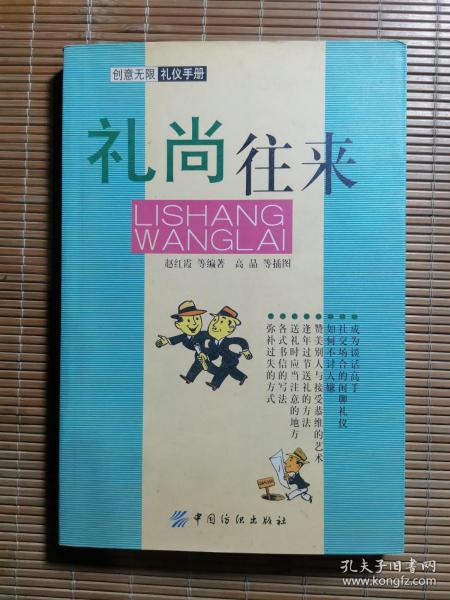 创意无限 礼仪手册
礼尚往来
LISHANG
WANGLAI
赵红霞 等编著 高晶 等插图
成为谈话高手
社交场合的闲聊礼仪
如何不讨人嫌
赞美别人与接受恭维的艺术
逢年过节送礼的方法
送礼时应当注意的地方
各式书信的写法
弥补过失的方式
中国纺织出版社
孔夫子旧书网
www.kongfz.com